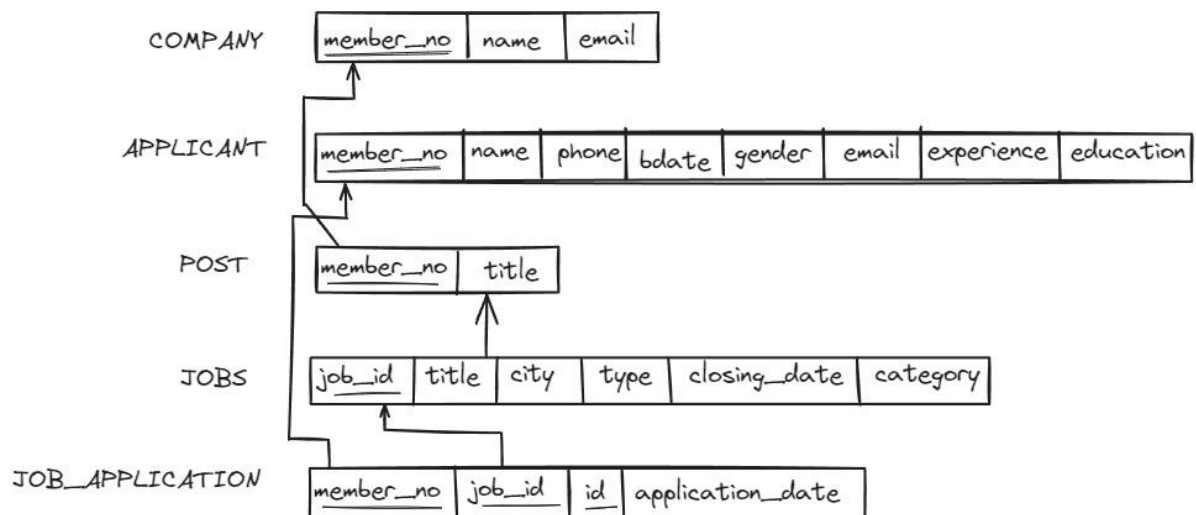 COMPANY member_no name email
APPLICANT member_no name phone bdate gender email experience education
POST member_no title
JOBS job_id title city type closing_date category
JOB_APPLICATION member_no job_id id application_date